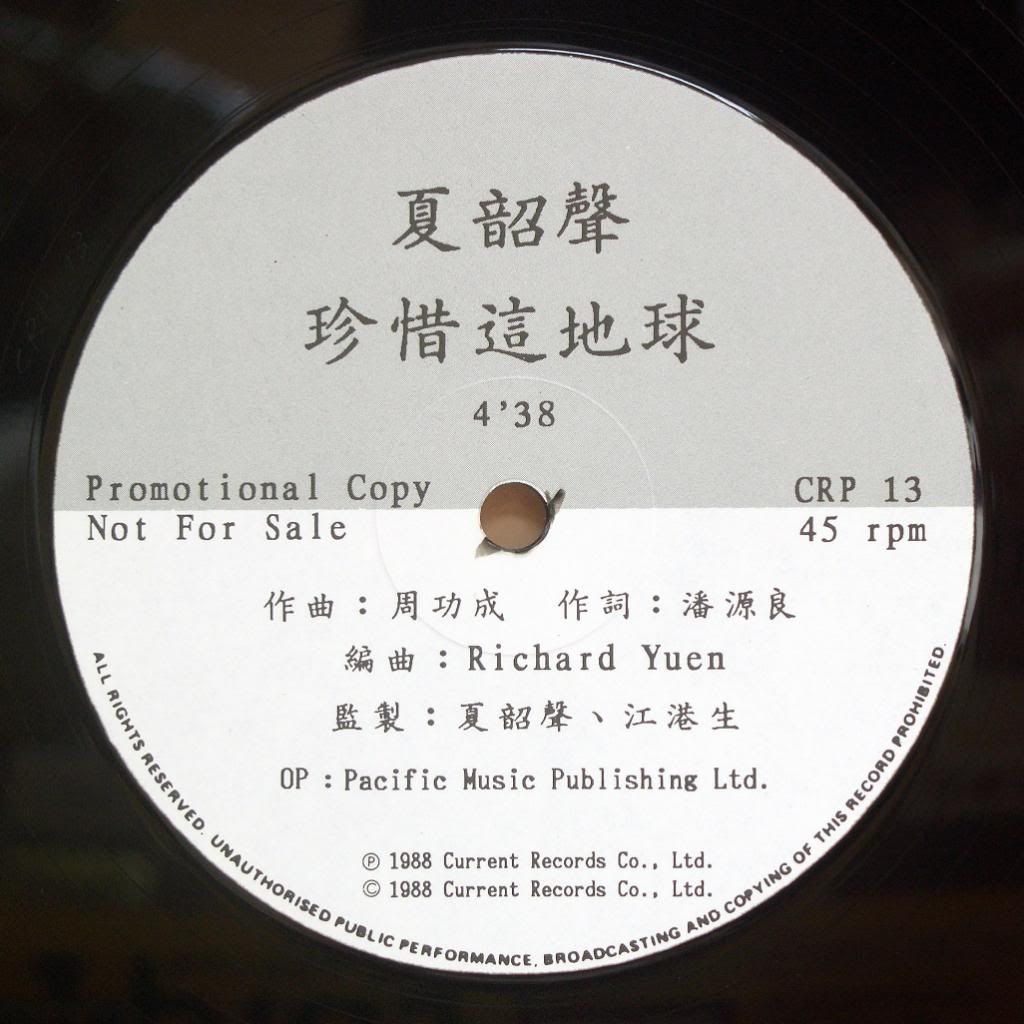 夏韶聲
珍惜這地球
4'38
Promotional Copy
CRP 13
Not For Sale
45 rpm
作曲：周功成　作詞：潘源良
編曲：Richard Yuen
監製：夏韶聲、江港生
OP：Pacific Music Publishing Ltd.
℗ 1988 Current Records Co., Ltd.
© 1988 Current Records Co., Ltd.
ALL RIGHTS RESERVED. UNAUTHORISED PUBLIC PERFORMANCE, BROADCASTING AND COPYING OF THIS RECORD PROHIBITED.